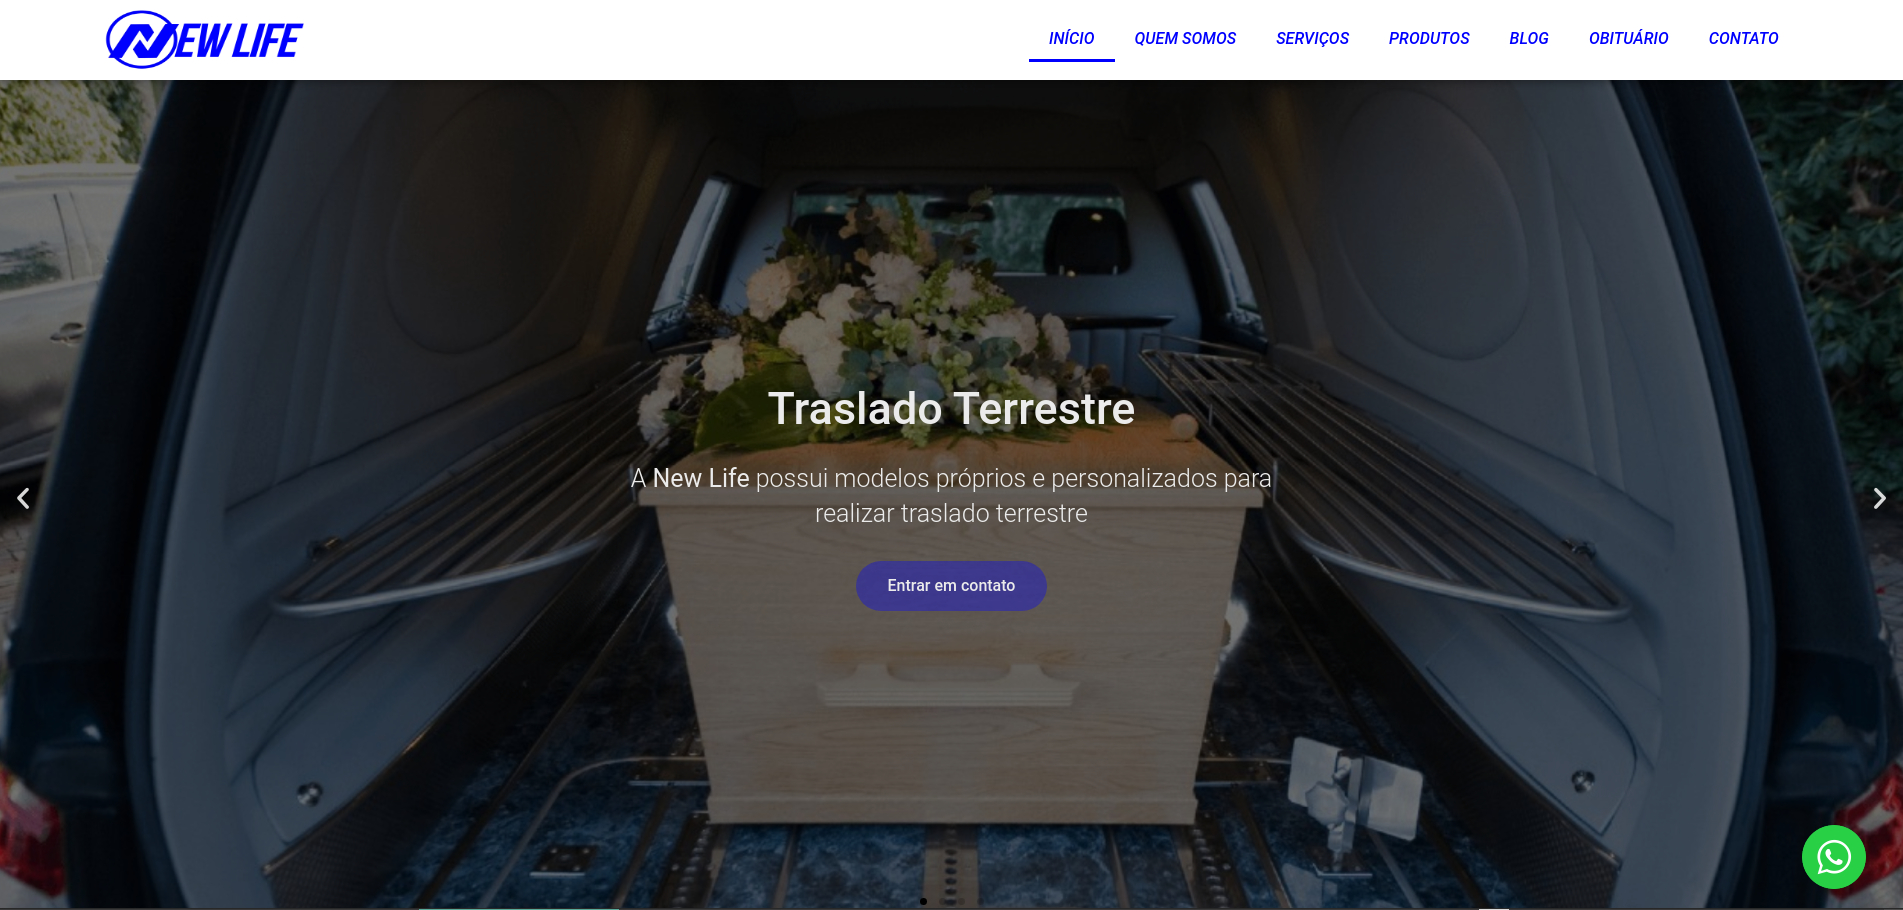 NEW LIFE
INÍCIO
QUEM SOMOS
SERVIÇOS
PRODUTOS
BLOG
OBITUÁRIO
CONTATO
Traslado Terrestre
A New Life possui modelos próprios e personalizados para
realizar traslado terrestre
Entrar em contato